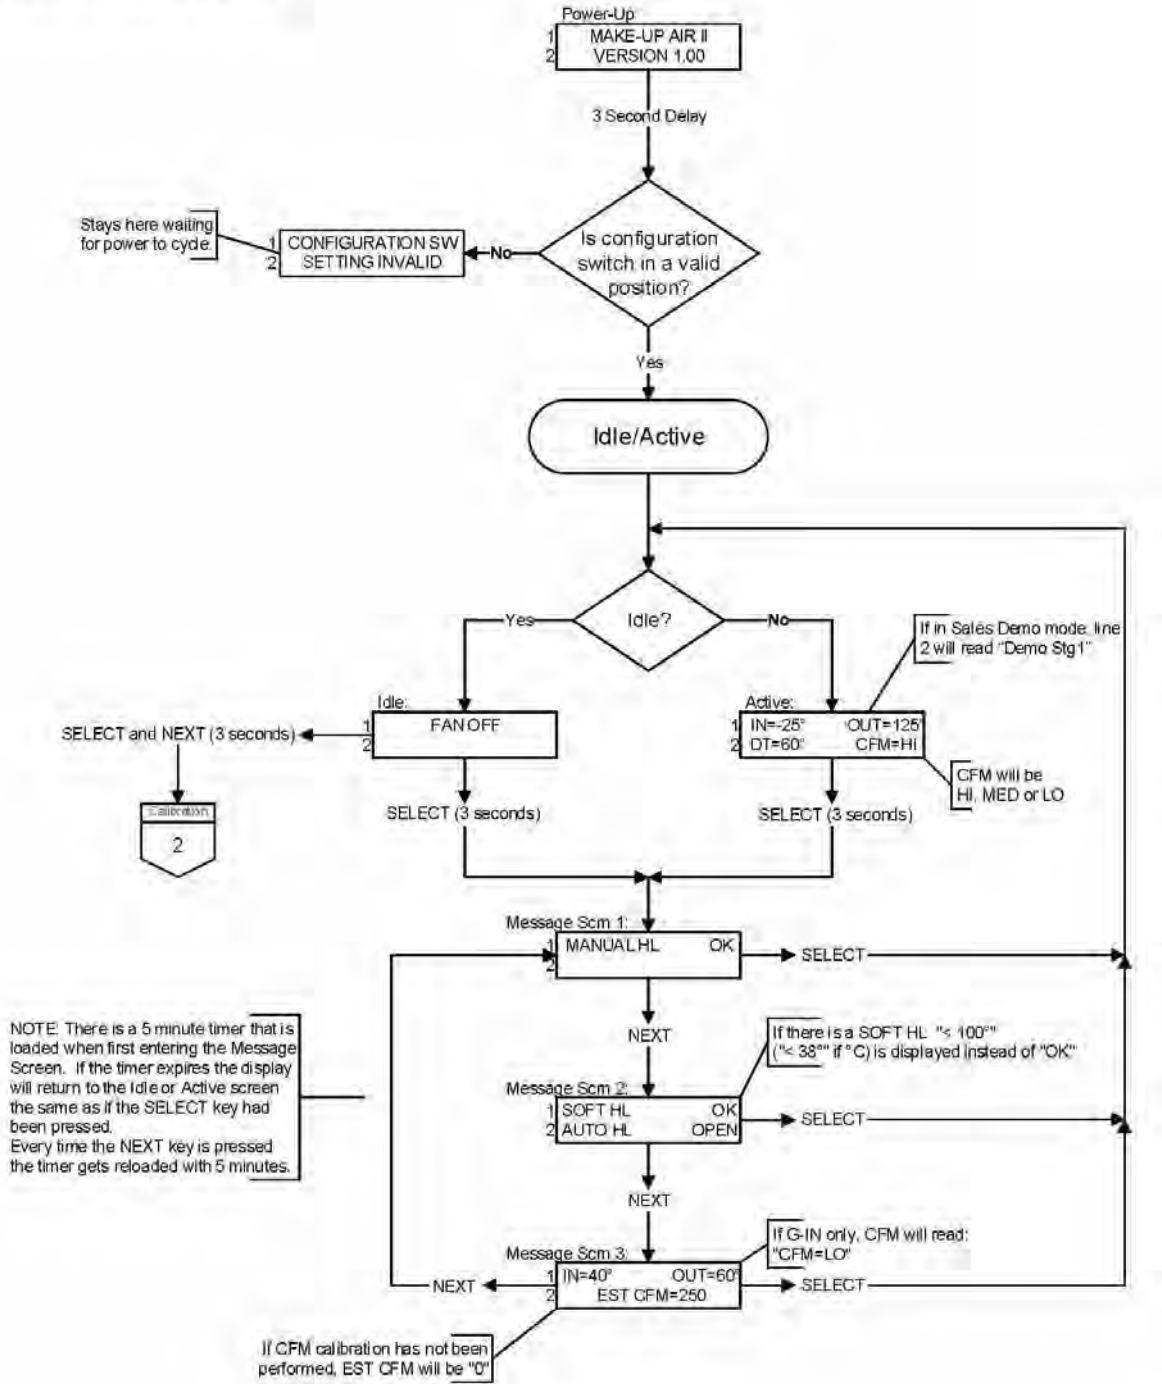 Power-Up
1 MAKE-UP AIR II
2 VERSION 1.00
3 Second Delay
Stays here waiting
for power to cycle.
1 CONFIGURATION SW
2 SETTING INVALID
No
Is configuration
switch in a valid
position?
Yes
Idle/Active
Idle?
Yes
No
If in Sales Demo mode, line
2 will read "Demo Stg1"
Idle:
1 FAN OFF
2
SELECT and NEXT (3 seconds)
Calibration
2
SELECT (3 seconds)
Active:
1 IN=-25° OUT=125°
2 DT=60° CFM=HI
CFM will be
HI, MED or LO
SELECT (3 seconds)
Message Scrn 1:
1 MANUAL HL OK
2
SELECT
NEXT
NOTE: There is a 5 minute timer that is
loaded when first entering the Message
Screen. If the timer expires the display
will return to the Idle or Active screen
the same as if the SELECT key had
been pressed.
Every time the NEXT key is pressed
the timer gets reloaded with 5 minutes.
If there is a SOFT HL "< 100°"
("< 38°" if °C) is displayed instead of "OK"
Message Scrn 2:
1 SOFT HL OK
2 AUTO HL OPEN
SELECT
NEXT
If G-IN only, CFM will read:
"CFM=LO"
Message Scrn 3:
1 IN=40° OUT=60°
2 EST CFM=250
NEXT
SELECT
If CFM calibration has not been
performed, EST CFM will be "0"